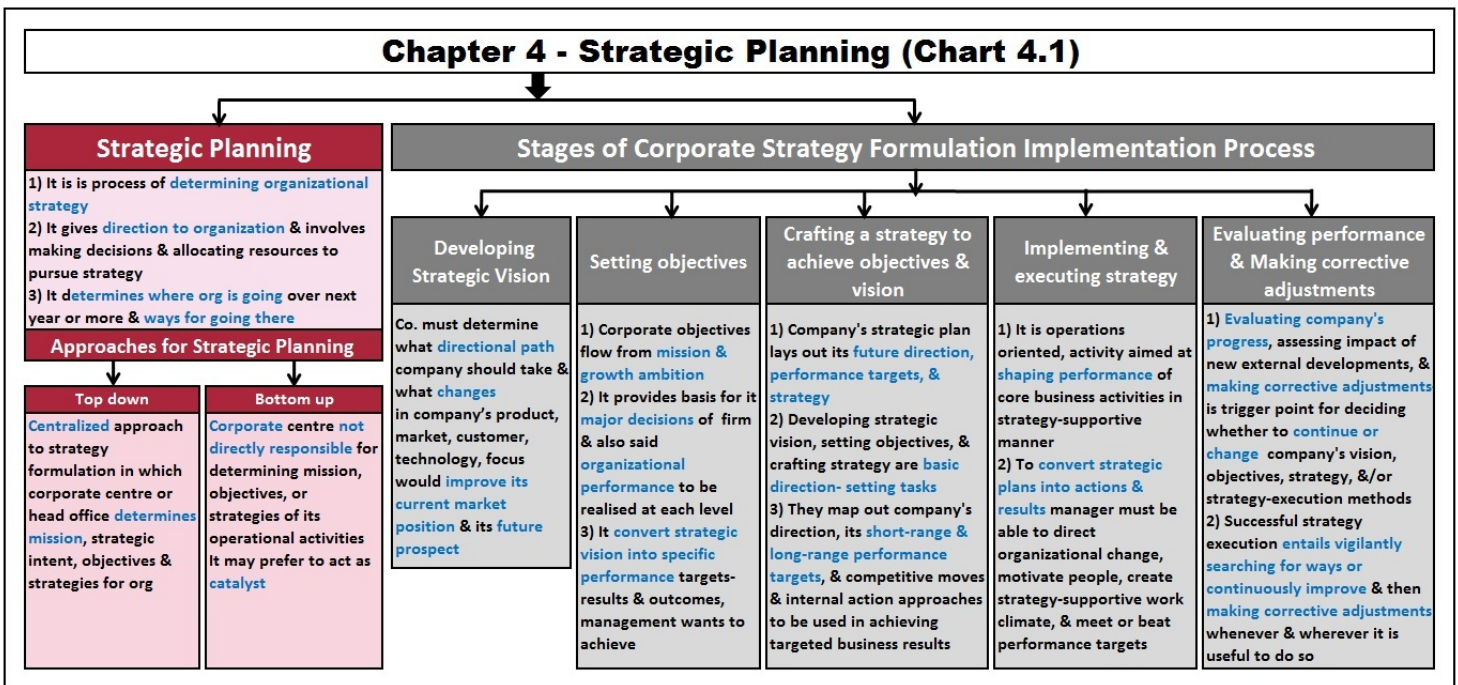 Chapter 4 - Strategic Planning (Chart 4.1)
Strategic Planning
1) It is is process of determining organizational
strategy
2) It gives direction to organization & involves
making decisions & allocating resources to
pursue strategy
3) It determines where org is going over next
year or more & ways for going there
Approaches for Strategic Planning
Top down
Centralized approach
to strategy
formulation in which
corporate centre or
head office determines
mission, strategic
intent, objectives &
strategies for org
Bottom up
Corporate centre not
directly responsible for
determining mission,
objectives, or
strategies of its
operational activities
It may prefer to act as
catalyst
Stages of Corporate Strategy Formulation Implementation Process
Developing
Strategic Vision
Co. must determine
what directional path
company should take &
what changes
in company's product,
market, customer,
technology, focus
would improve its
current market
position & its future
prospect
Setting objectives
1) Corporate objectives
flow from mission &
growth ambition
2) It provides basis for it
major decisions of firm
& also said
organizational
performance to be
realised at each level
3) It convert strategic
vision into specific
performance targets-
results & outcomes,
management wants to
achieve
Crafting a strategy to
achieve objectives &
vision
1) Company's strategic plan
lays out its future direction,
performance targets, &
strategy
2) Developing strategic
vision, setting objectives, &
crafting strategy are basic
direction- setting tasks
3) They map out company's
direction, its short-range &
long-range performance
targets, & competitive moves
& internal action approaches
to be used in achieving
targeted business results
Implementing &
executing strategy
1) It is operations
oriented, activity aimed at
shaping performance of
core business activities in
strategy-supportive
manner
2) To convert strategic
plans into actions &
results manager must be
able to direct
organizational change,
motivate people, create
strategy-supportive work
climate, & meet or beat
performance targets
Evaluating performance
& Making corrective
adjustments
1) Evaluating company's
progress, assessing impact of
new external developments, &
making corrective adjustments
is trigger point for deciding
whether to continue or
change company's vision,
objectives, strategy, &/or
strategy-execution methods
2) Successful strategy
execution entails vigilantly
searching for ways or
continuously improve & then
making corrective adjustments
whenever & wherever it is
useful to do so